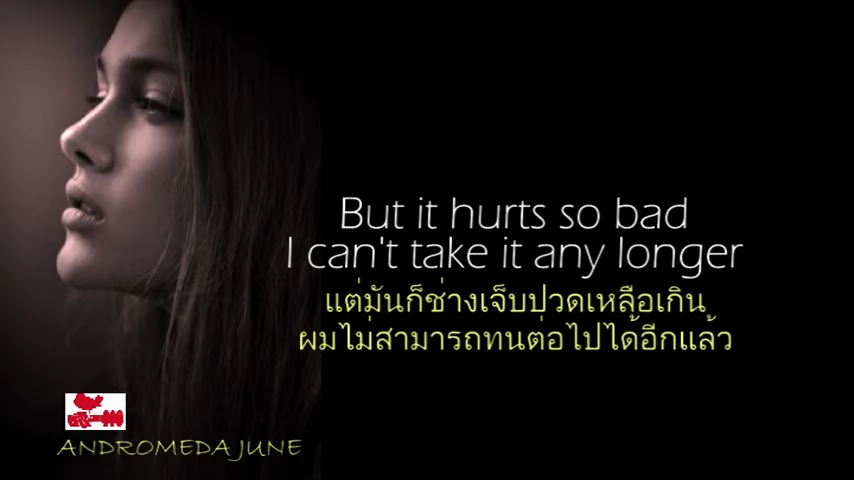 But it hurts so bad
I can't take it any longer
แต่มันก็ช่างเจ็บปวดเหลือเกิน
ผมไม่สามารถทนต่อไปได้อีกแล้ว
ANDROMEDA JUNE